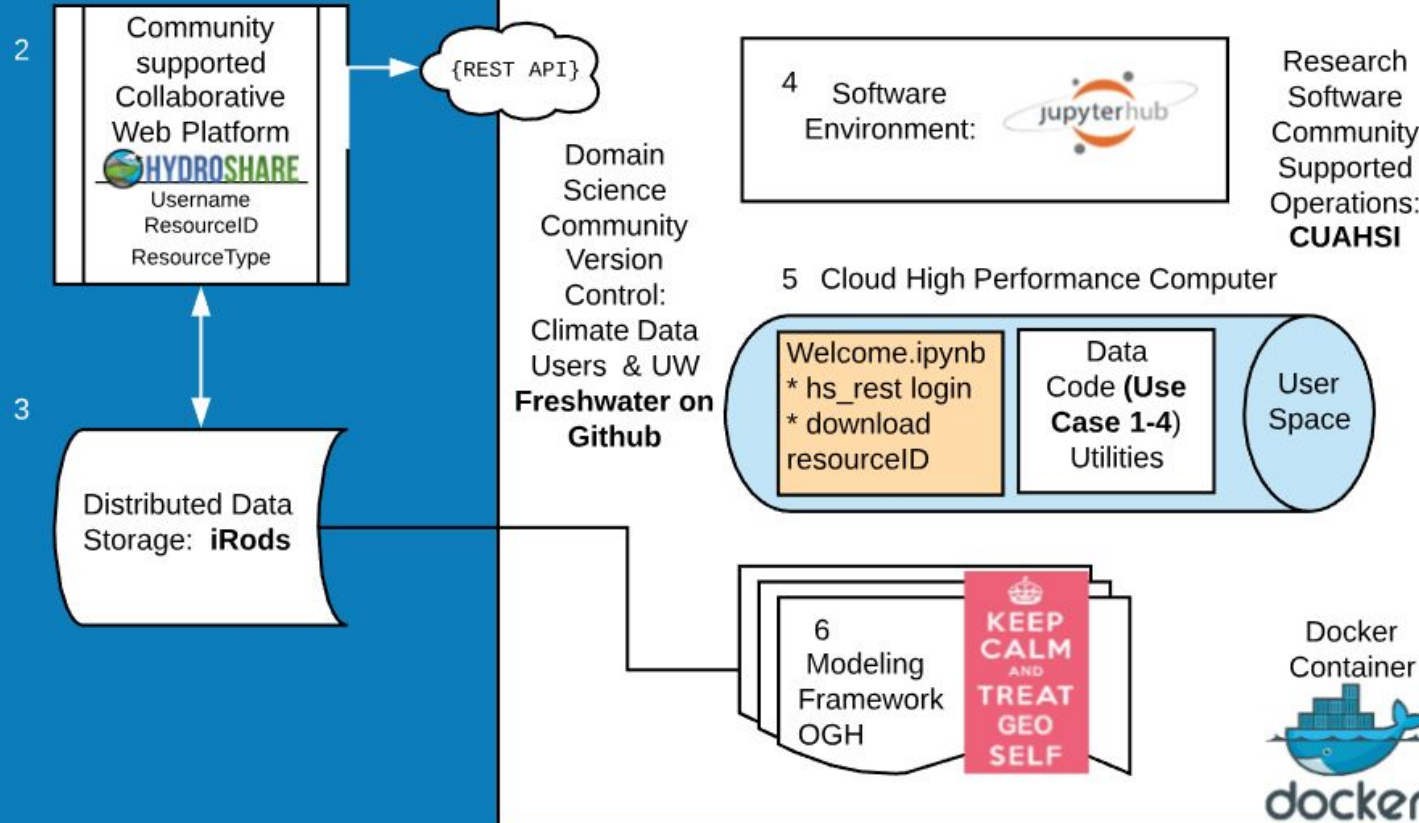 2
Community
supported
Collaborative
Web Platform
HYDROSHARE
Username
ResourceID
ResourceType
{REST API}
3
Distributed Data
Storage: iRods
Domain
Science
Community
Version
Control:
Climate Data
Users & UW
Freshwater on
Github
4
Software
Environment:
jupyterhub
Research
Software
Community
Supported
Operations:
CUAHSI
5 Cloud High Performance Computer
Welcome.ipynb
* hs_rest login
* download
resourceID
Data
Code (Use
Case 1-4)
Utilities
User
Space
6
Modeling
Framework
OGH
KEEP
CALM
AND
TREAT
GEO
SELF
Docker
Container
docker